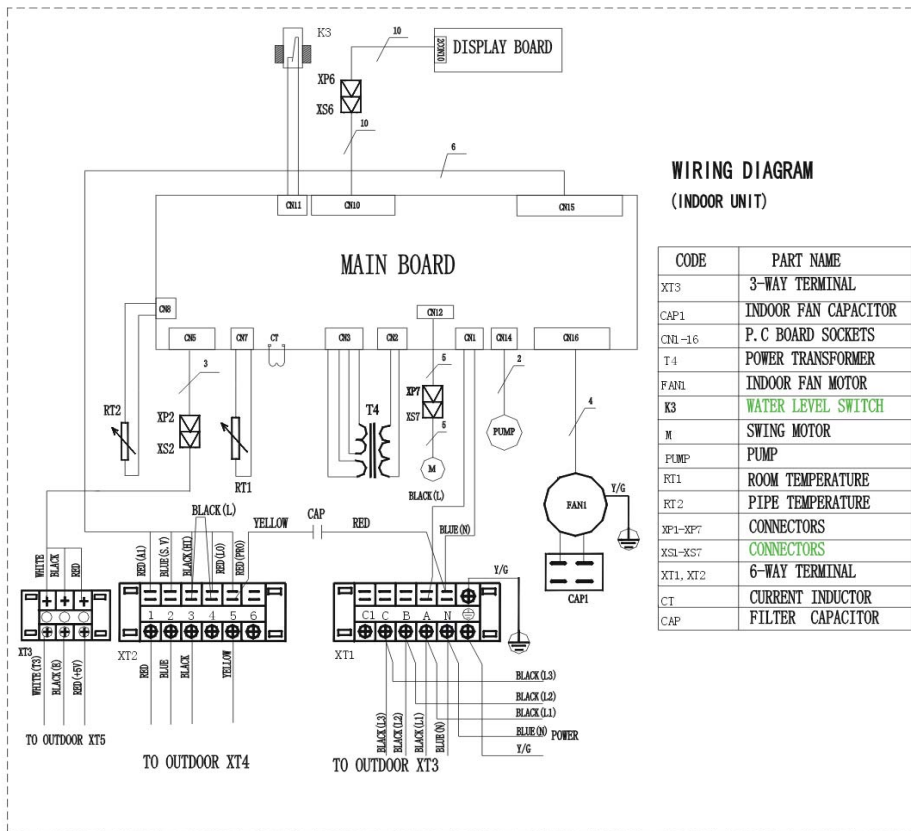 K3
10
20CN10
DISPLAY BOARD
XP6
XS6
10
6
WIRING DIAGRAM
(INDOOR UNIT)
CN11
CN10
CN15
MAIN BOARD
CN8
CN5
CN7
CT
CN3
CN2
CN12
CN1
CN14
CN16
CODE PART NAME
XT3 3-WAY TERMINAL
CAP1 INDOOR FAN CAPACITOR
CN1-16 P.C BOARD SOCKETS
T4 POWER TRANSFORMER
FAN1 INDOOR FAN MOTOR
K3 WATER LEVEL SWITCH
M SWING MOTOR
PUMP PUMP
RT1 ROOM TEMPERATURE
RT2 PIPE TEMPERATURE
XP1-XP7 CONNECTORS
XS1-XS7 CONNECTORS
XT1, XT2 6-WAY TERMINAL
CT CURRENT INDUCTOR
CAP FILTER CAPACITOR
3
5
2
4
RT2
XP2
XS2
RT1
T4
XP7
XS7
5
M
PUMP
FAN1
Y/G
CAP1
BLACK(L)
YELLOW
CAP
RED
BLACK(L)
BLUE(N)
Y/G
WHITE
BLACK
RED
RED(A1)
BLUE(S.V)
BLACK(HI)
RED(LO)
RED(PRO)
1 2 3 4 5 6
C1 C B A N
XT3
XT2
XT1
WHITE(T3)
BLACK(E)
RED(+5V)
RED
BLUE
BLACK
YELLOW
BLACK(L3)
BLACK(L2)
BLACK(L1)
BLUE(N)
BLACK(L3)
BLACK(L2)
BLACK(L1)
BLUE(N) POWER
Y/G
TO OUTDOOR XT5
TO OUTDOOR XT4
TO OUTDOOR XT3